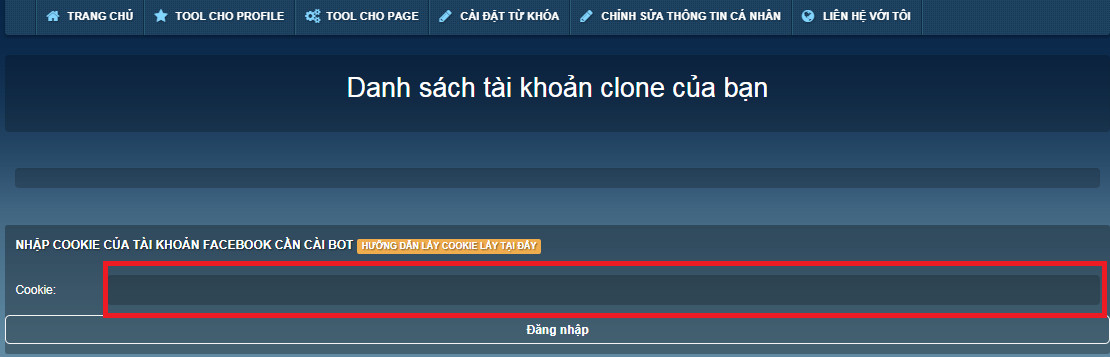 TRANG CHỦ TOOL CHO PROFILE TOOL CHO PAGE CÀI ĐẶT TỪ KHÓA CHỈNH SỬA THÔNG TIN CÁ NHÂN LIÊN HỆ VỚI TÔI
Danh sách tài khoản clone của bạn
NHẬP COOKIE CỦA TÀI KHOẢN FACEBOOK CẦN CÀI BOT HƯỚNG DẪN LẤY COOKIE LẤY TẠI ĐÂY
Cookie:
Đăng nhập